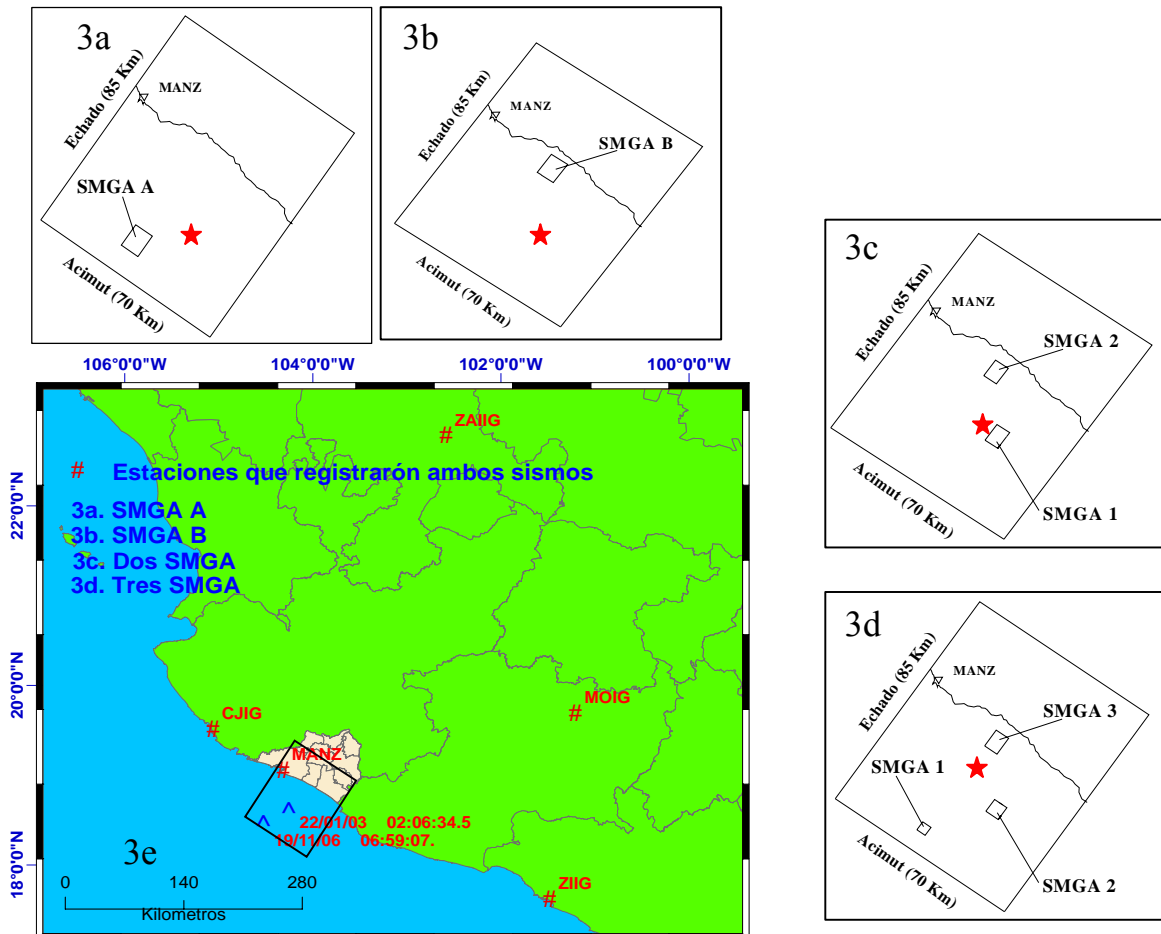 3a
MANZ
Echado (85 Km)
SMGA A
Acimut (70 Km)
3b
MANZ
Echado (85 Km)
SMGA B
Acimut (70 Km)
3c
MANZ
Echado (85 Km)
SMGA 2
SMGA 1
Acimut (70 Km)
3d
MANZ
Echado (85 Km)
SMGA 3
SMGA 1
SMGA 2
Acimut (70 Km)
106°0'0"W 104°0'0"W 102°0'0"W 100°0'0"W
22°0'0"N
20°0'0"N
18°0'0"N
ZAIIG
#
# Estaciones que registrarón ambos sismos
3a. SMGA A
3b. SMGA B
3c. Dos SMGA
3d. Tres SMGA
MOIG
#
CJIG
#
MANZ
#
^ 22/01/03 02:06:34.5
^ 19/11/06 06:59:07.
3e
ZIIG
#
0 140 280
Kilometros